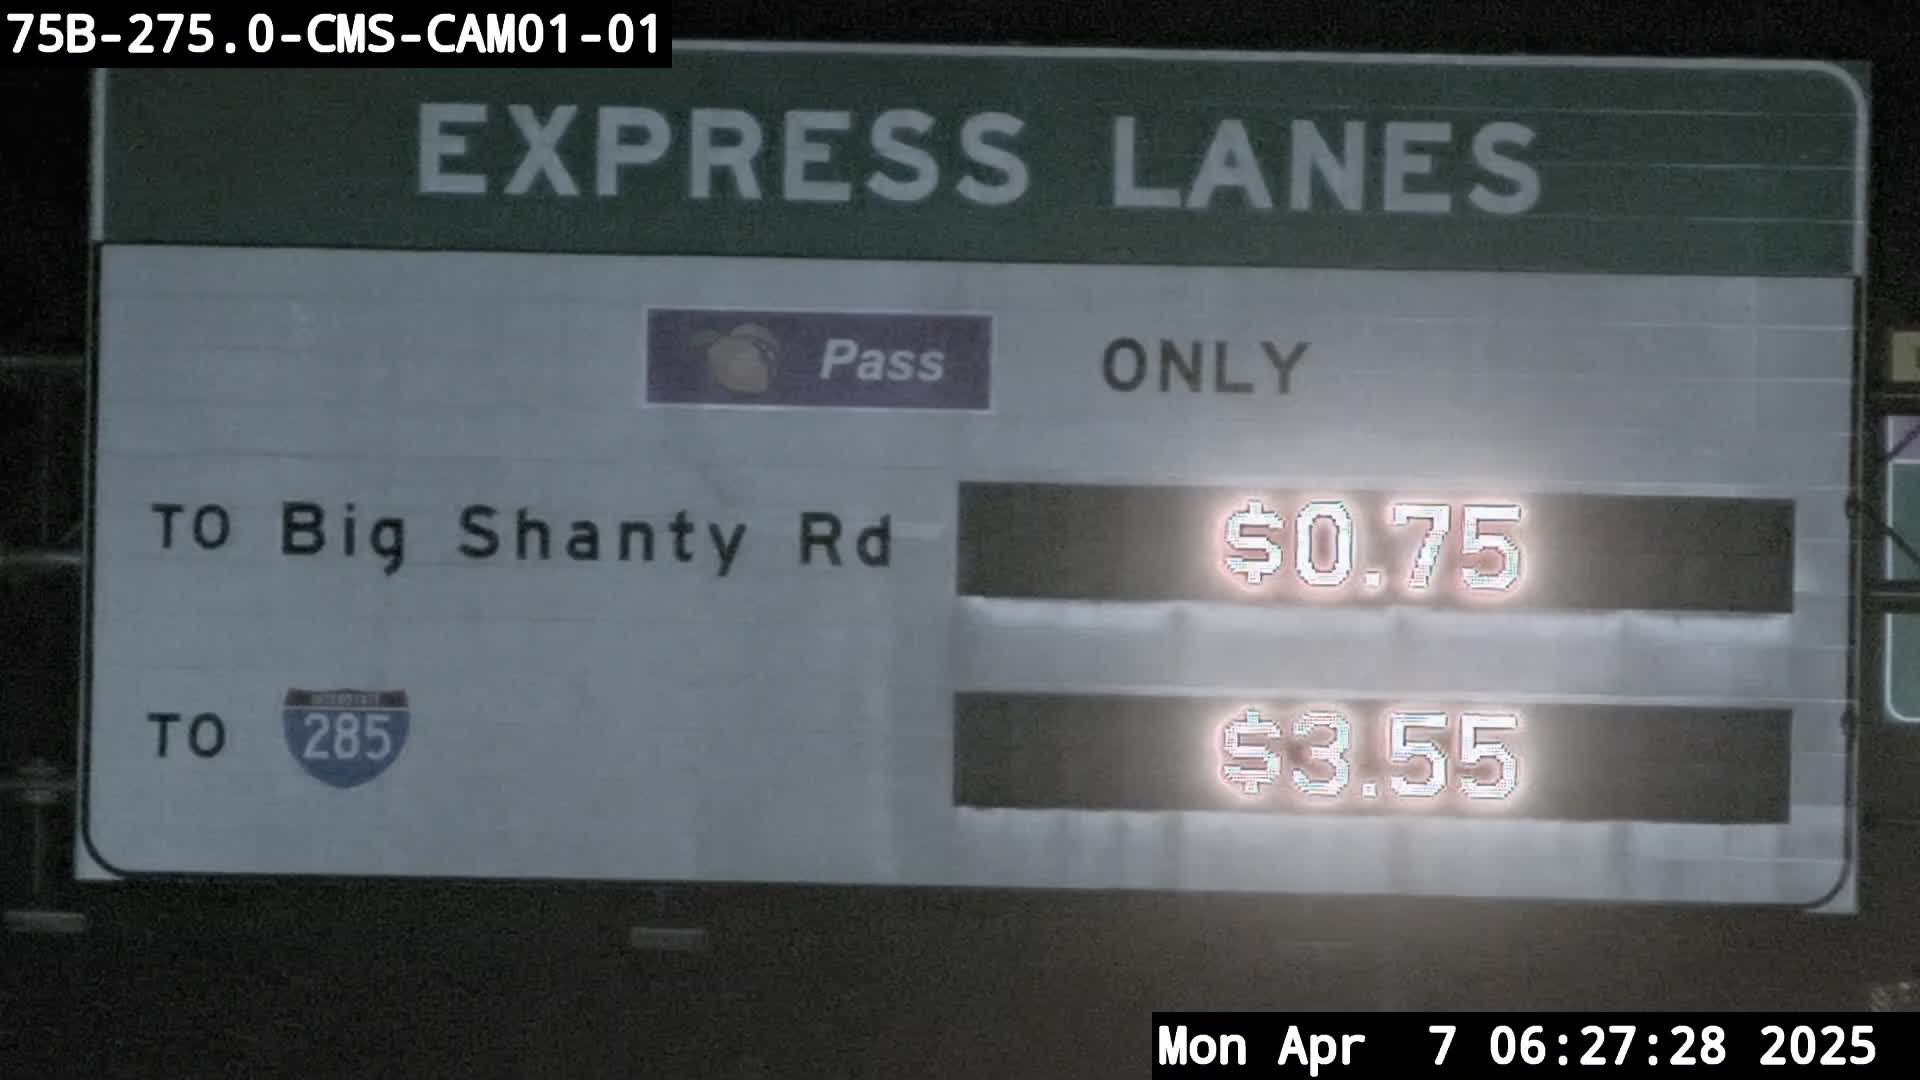 75B-275.0-CMS-CAM01-01
EXPRESS LANES
Pass ONLY
TO Big Shanty Rd $0.75
TO 285 $3.55
Mon Apr 7 06:27:28 2025